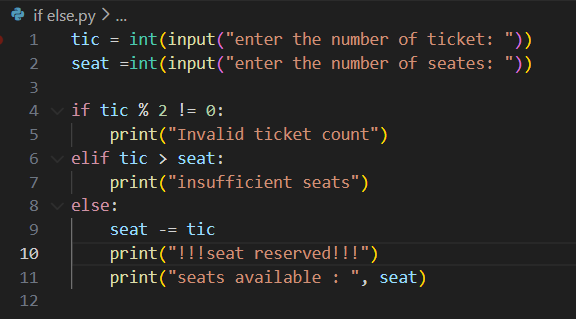 if else.py > ...
1 tic = int(input("enter the number of ticket: "))
2 seat =int(input("enter the number of seates: "))
3
4 if tic % 2 != 0:
5     print("Invalid ticket count")
6 elif tic > seat:
7     print("insufficient seats")
8 else:
9     seat -= tic
10     print("!!!seat reserved!!!")
11     print("seats available : ", seat)
12